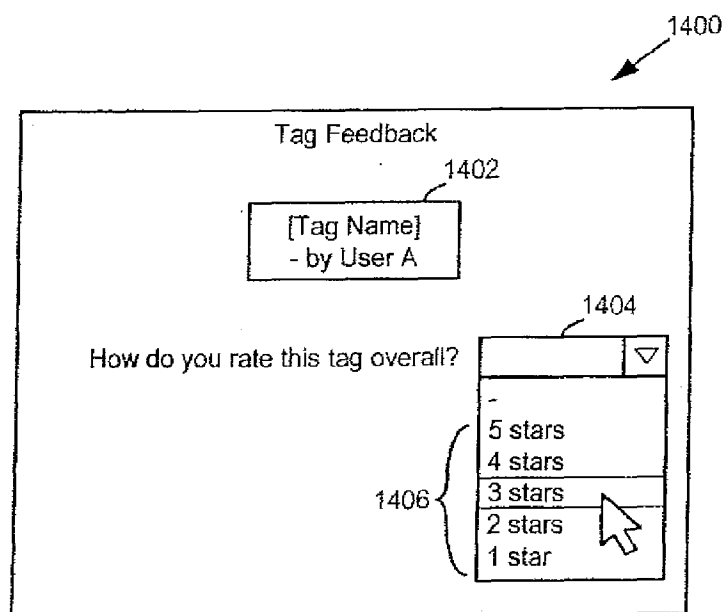 1400
Tag Feedback
1402
[Tag Name]
- by User A
1404
How do you rate this tag overall?
-
5 stars
4 stars
1406
3 stars
2 stars
1 star